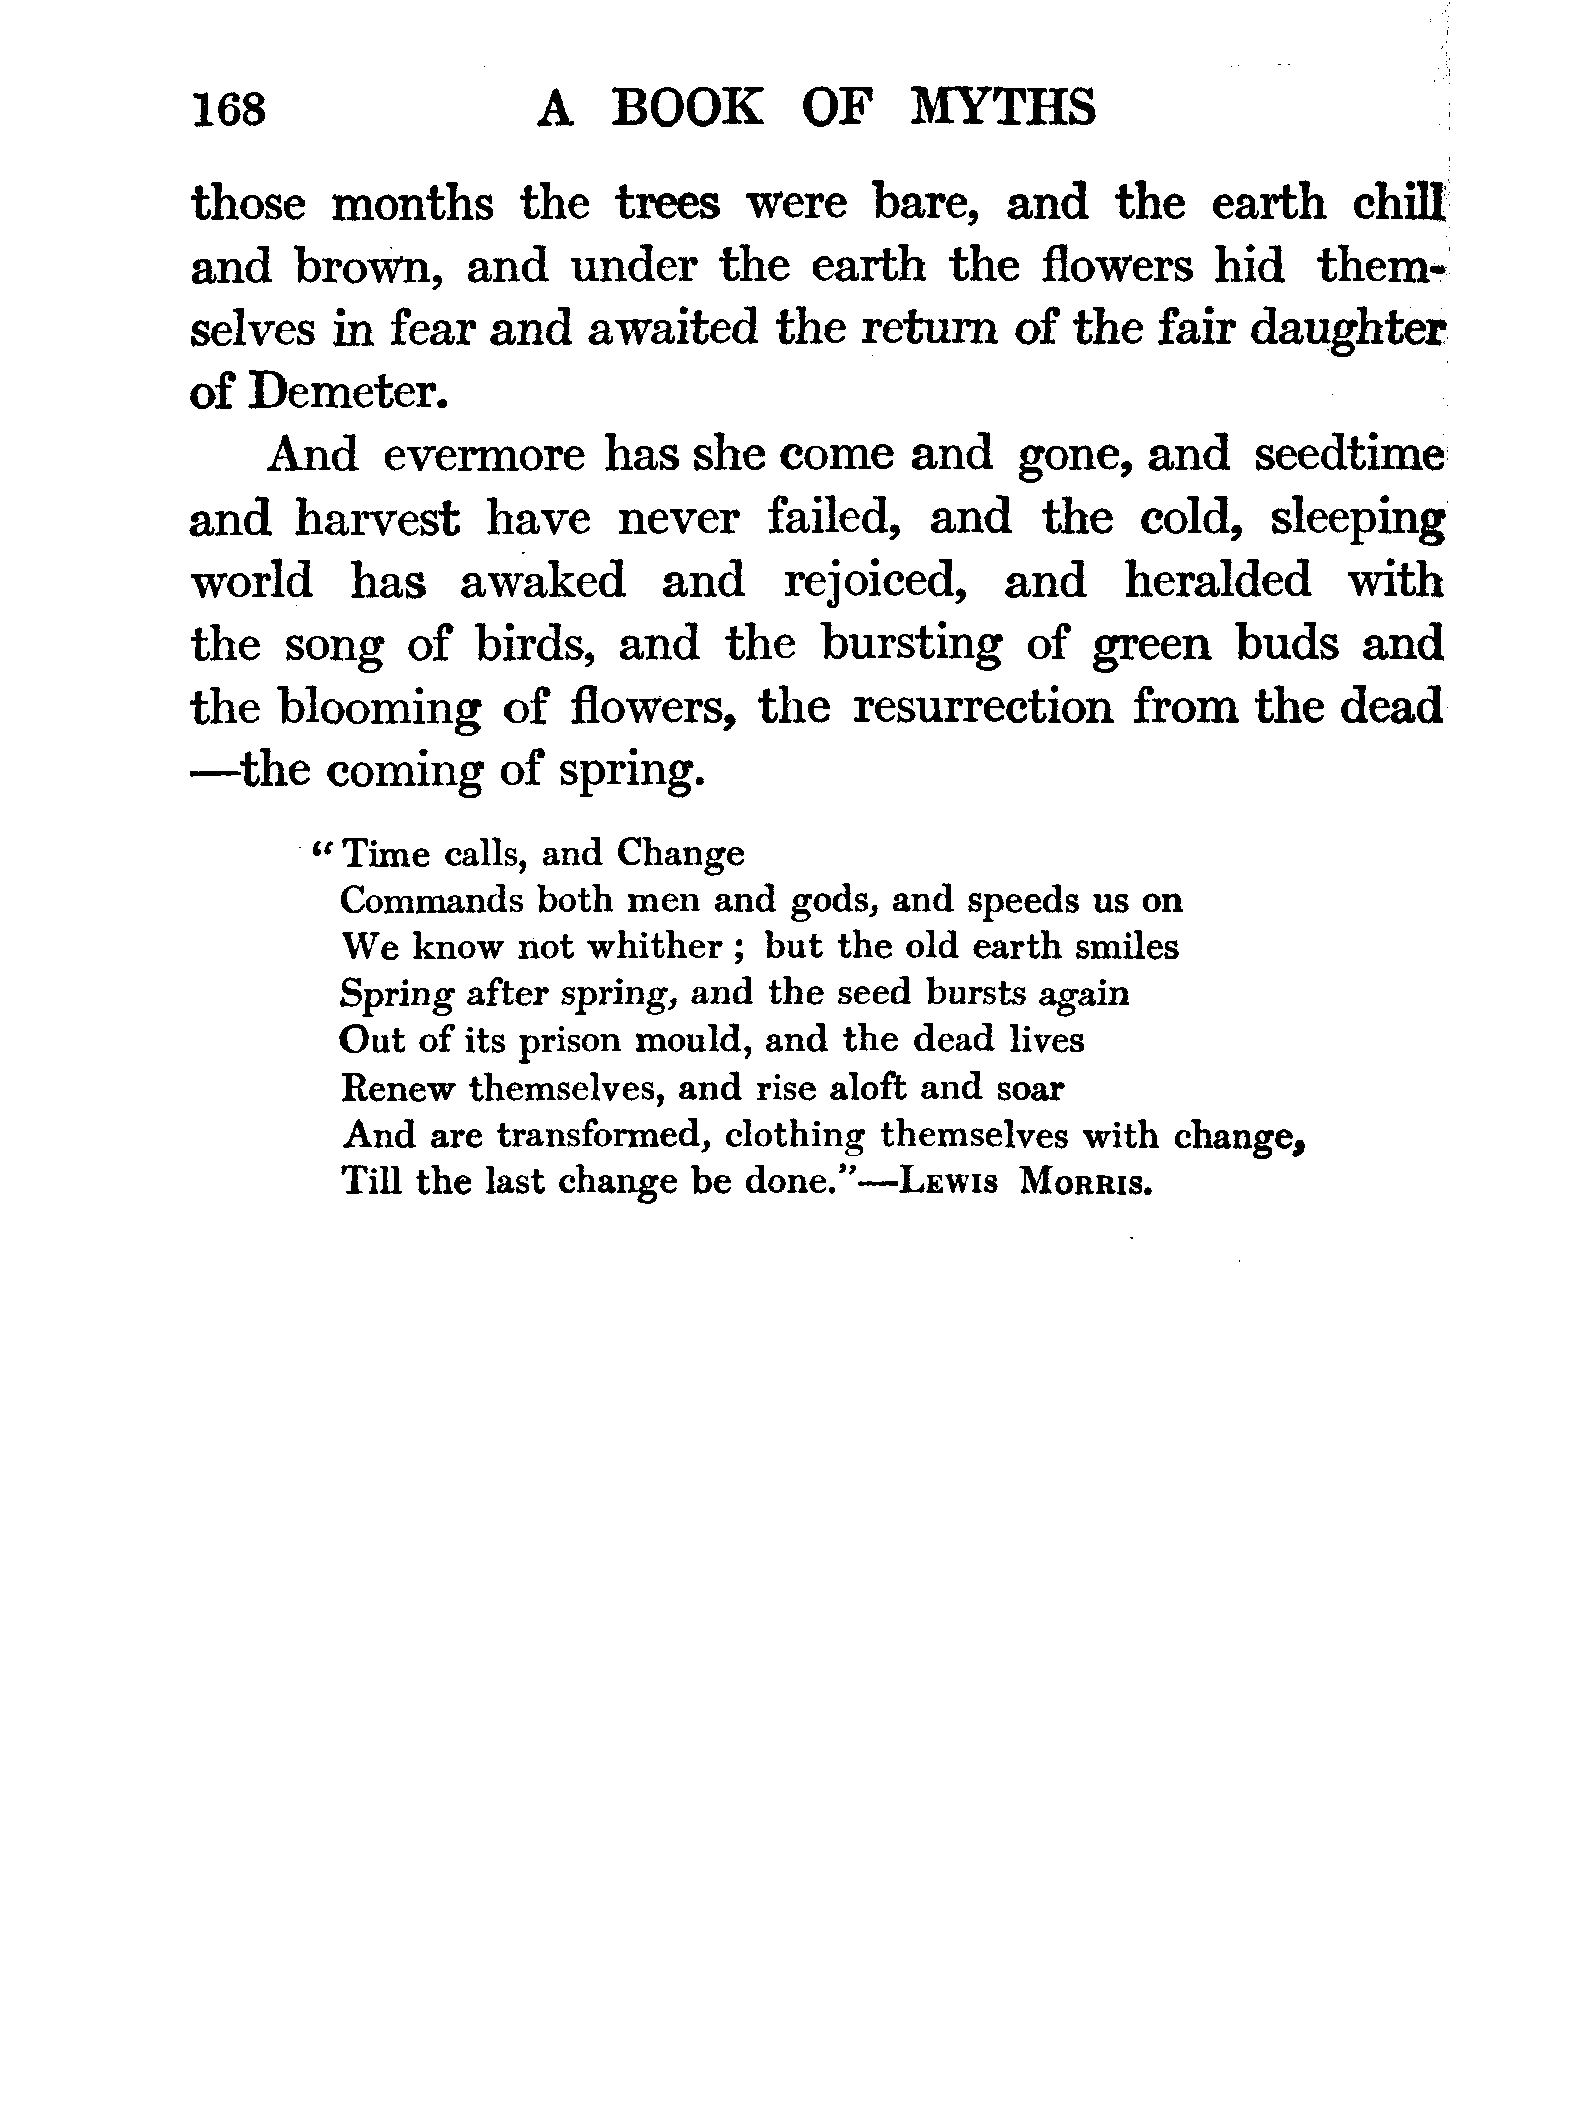 168 A BOOK OF MYTHS
those months the trees were bare, and the earth chill
and brown, and under the earth the flowers hid them-
selves in fear and awaited the return of the fair daughter
of Demeter.
And evermore has she come and gone, and seedtime
and harvest have never failed, and the cold, sleeping
world has awaked and rejoiced, and heralded with
the song of birds, and the bursting of green buds and
the blooming of flowers, the resurrection from the dead
—the coming of spring.
“Time calls, and Change
Commands both men and gods, and speeds us on
We know not whither ; but the old earth smiles
Spring after spring, and the seed bursts again
Out of its prison mould, and the dead lives
Renew themselves, and rise aloft and soar
And are transformed, clothing themselves with change,
Till the last change be done.”—LEWIS MORRIS.